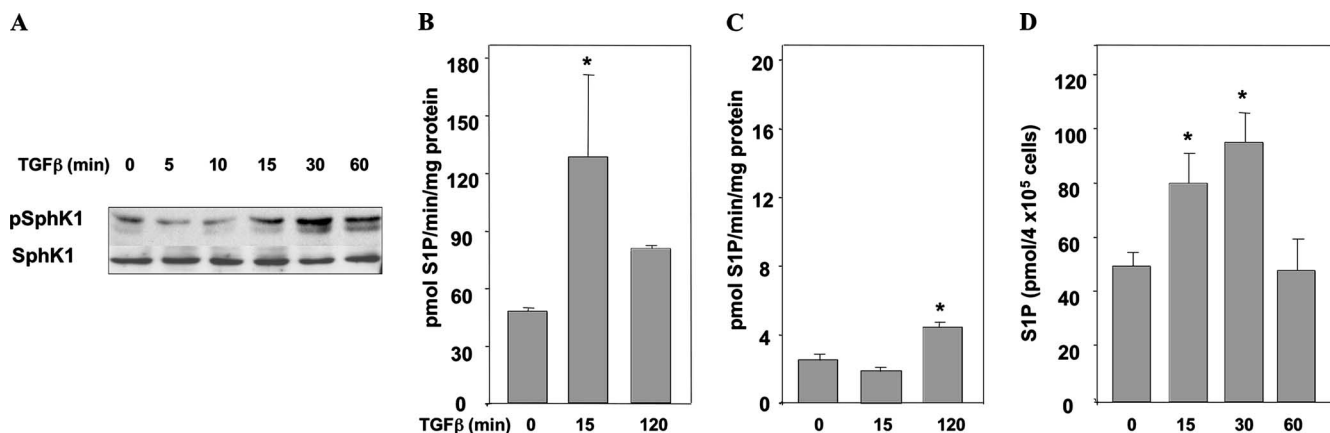 A
TGFβ (min) 0 5 10 15 30 60
pSphK1
SphK1
B
pmol S1P/min/mg protein
180
150
120
90
60
30
0
*
TGFβ (min) 0 15 120
C
pmol S1P/min/mg protein
20
16
12
8
4
0
*
0 15 120
D
S1P (pmol/4 x10⁵ cells)
120
100
80
60
40
20
0
* *
0 15 30 60